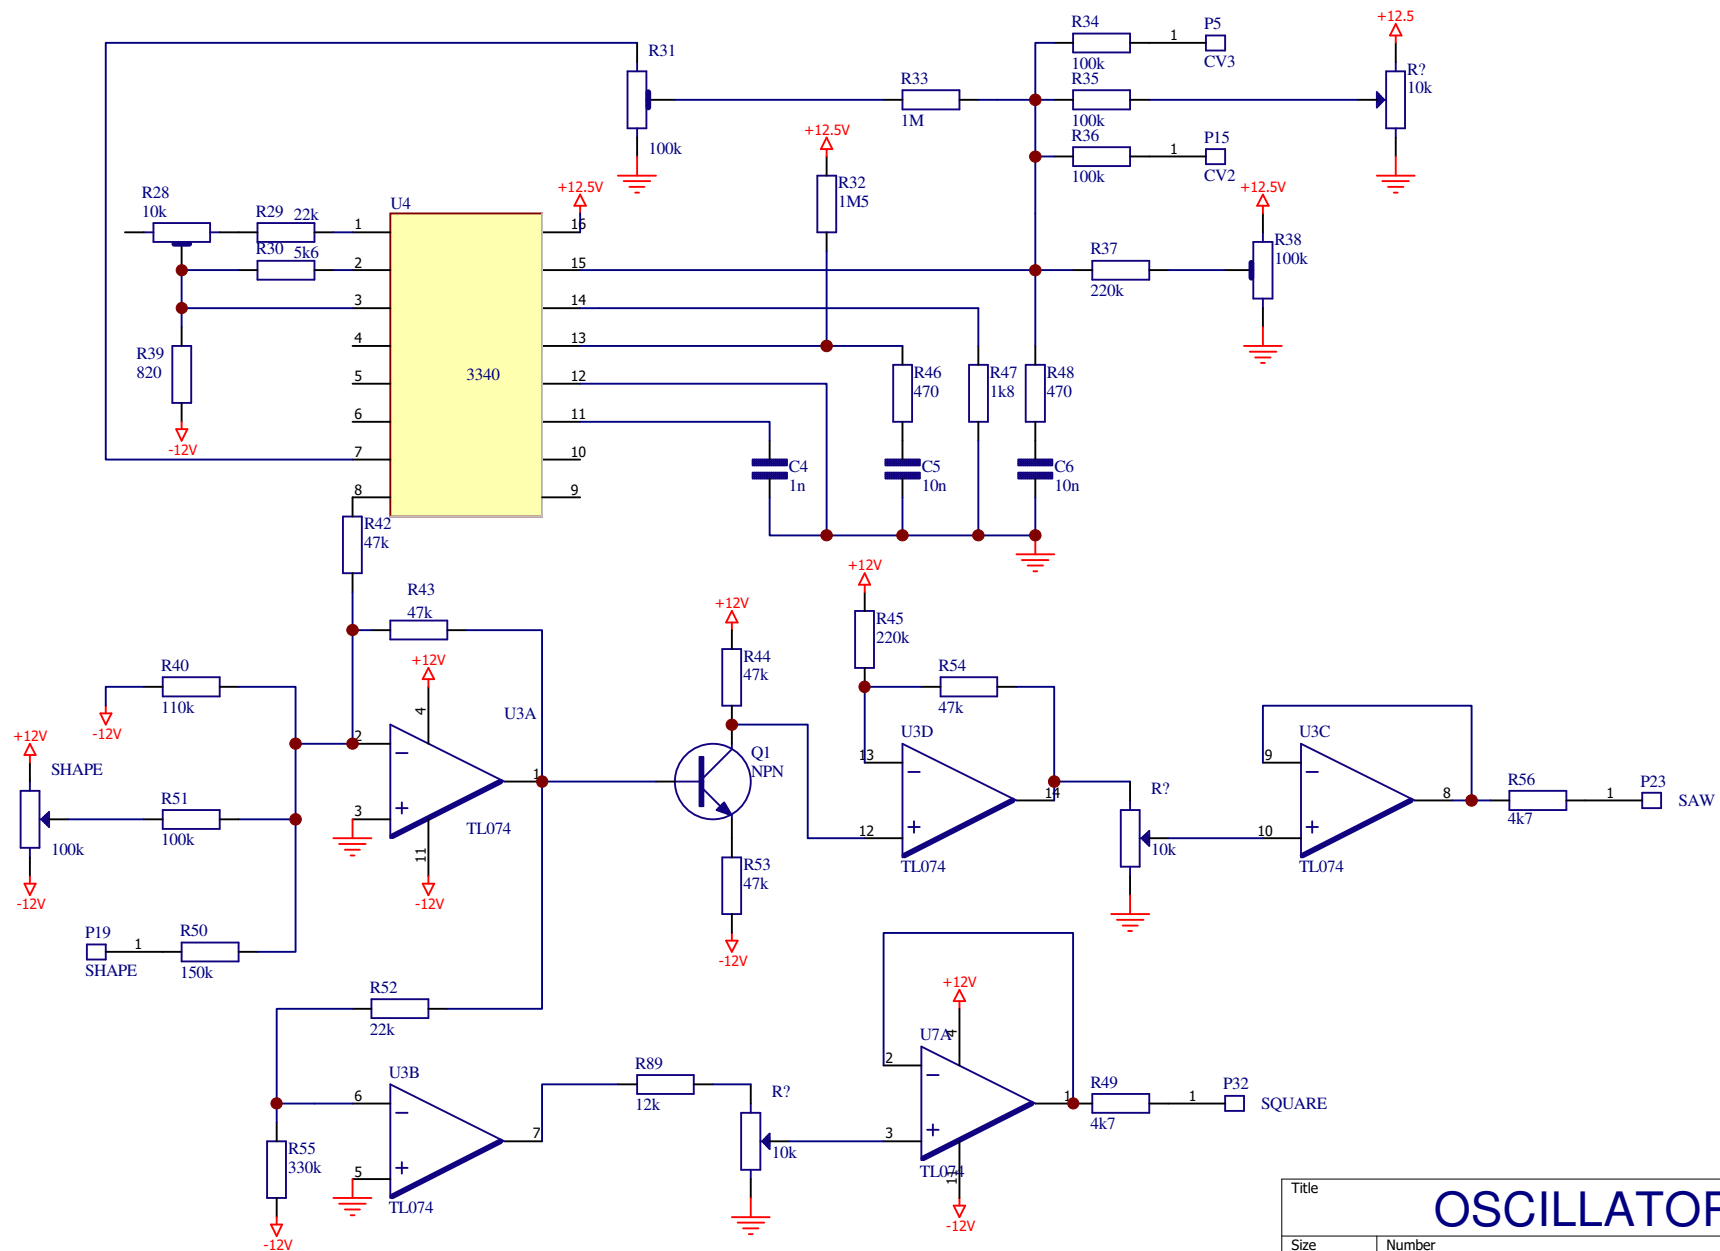 R34
P5
1
100k
CV3
+12.5
R31
R33
R35
R?
10k
1M
100k
+12.5V
R36
P15
1
100k
100k
CV2
R32
1M5
+12.5V
+12.5V
R28
10k
R29
22k
U4
1
16
R30
5k6
2
15
R37
220k
R38
100k
3
14
4
13
R39
820
3340
5
12
R46
470
R47
1k8
R48
470
6
11
-12V
7
10
C4
1n
C5
10n
C6
10n
8
9
R42
47k
+12V
R43
47k
+12V
R45
220k
R40
110k
+12V
R44
47k
R54
47k
-12V
4
U3A
+12V
SHAPE
2
1
3
11
TL074
-12V
Q1
NPN
U3D
13
14
12
TL074
R?
10k
U3C
9
8
10
TL074
R56
4k7
1
P23
SAW
R51
100k
100k
-12V
R53
47k
-12V
P19
1
SHAPE
R50
150k
R52
22k
+12V
U7A
4
2
1
3
TL074
11
-12V
R49
4k7
1
P32
SQUARE
U3B
6
7
5
TL074
R89
12k
R?
10k
R55
330k
-12V
Title
OSCILLATOR
Size
Number